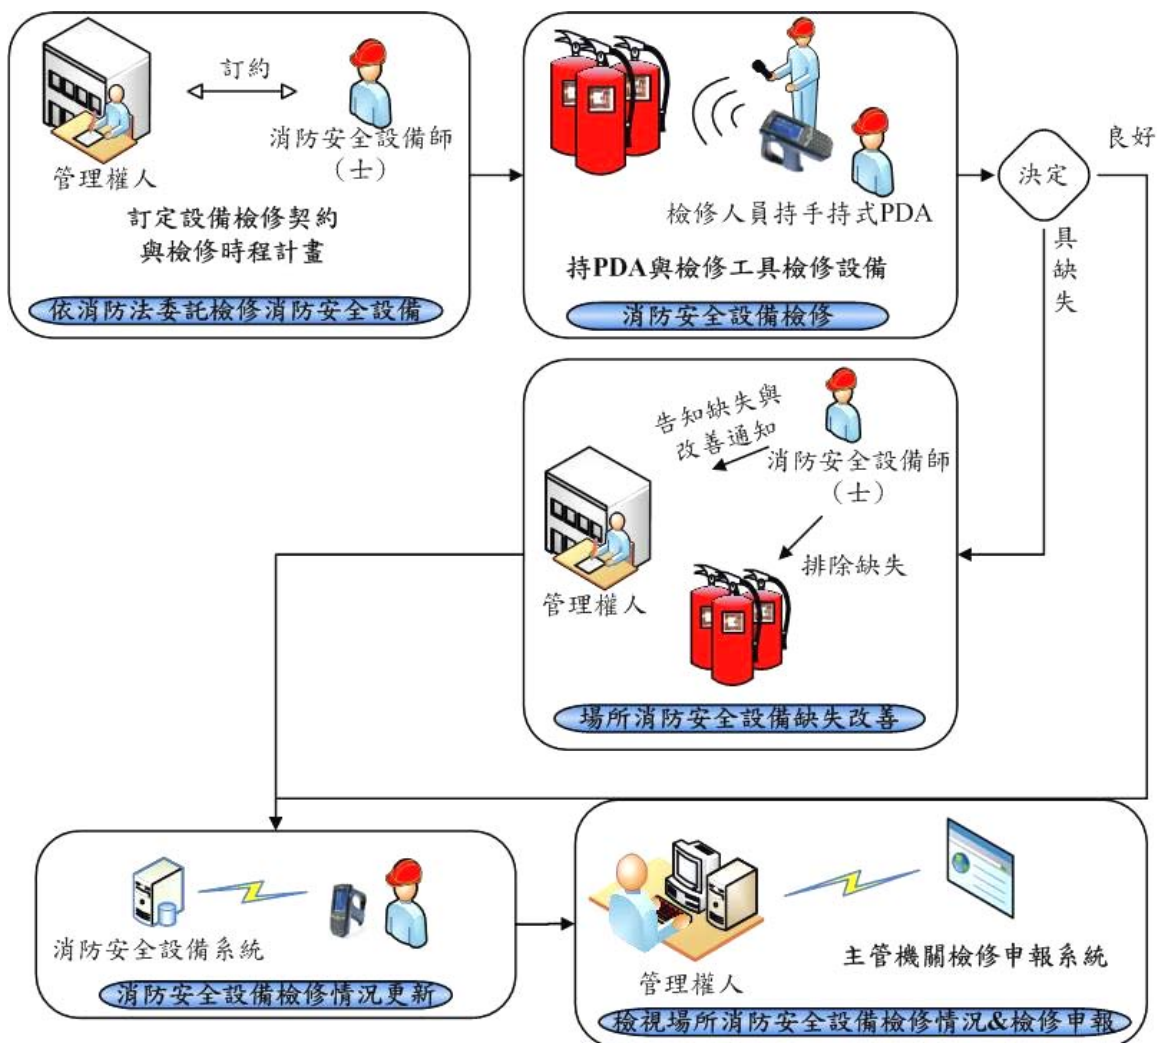 訂約
消防安全設備師
（士）
管理權人
訂定設備檢修契約
與檢修時程計畫
依消防法委託檢修消防安全設備
檢修人員持手持式PDA
持PDA與檢修工具檢修設備
消防安全設備檢修
決定
良好
具缺失
告知缺失與
改善通知
消防安全設備師
（士）
排除缺失
管理權人
場所消防安全設備缺失改善
消防安全設備系統
消防安全設備檢修情況更新
管理權人
主管機關檢修申報系統
檢視場所消防安全設備檢修情況&檢修申報